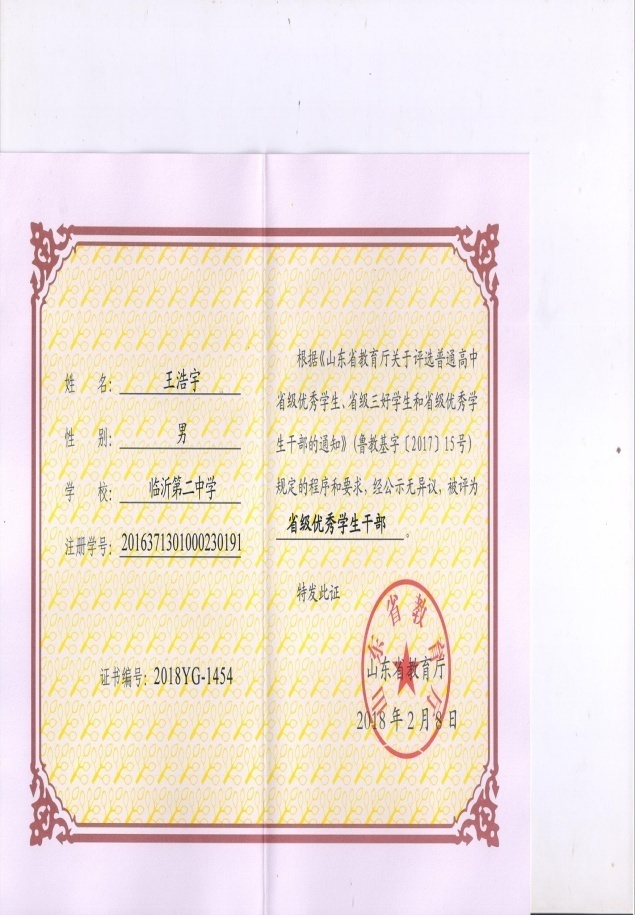 姓 名：王浩宇
性 别：男
学 校：临沂第二中学
注册学号：2016371301000230191
证书编号：2018YG-1454
根据《山东省教育厅关于评选普通高中
省级优秀学生、省级三好学生和省级优秀学
生干部的通知》（鲁教基字〔2017〕15号）
规定的程序和要求，经公示无异议，被评为
省级优秀学生干部。
特发此证
山东省教育厅
山东省教育厅
2018年2月8日